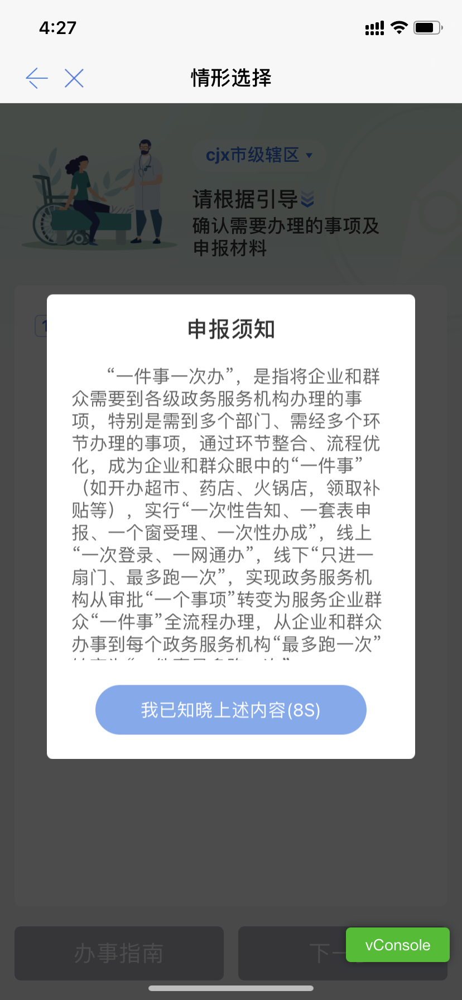 4:27
情形选择
cjx市级辖区
请根据引导
确认需要办理的事项及
申报材料
1
申报须知
“一件事一次办”，是指将企业和群
众需要到各级政务服务机构办理的事
项，特别是需到多个部门、需经多个环
节办理的事项，通过环节整合、流程优
化，成为企业和群众眼中的“一件事”
（如开办超市、药店、火锅店，领取补
贴等），实行“一次性告知、一套表申
报、一个窗受理、一次性办成”，线上
“一次登录、一网通办”，线下“只进一
扇门、最多跑一次”，实现政务服务机
构从审批“一个事项”转变为服务企业群
众“一件事”全流程办理，从企业和群众
办事到每个政务服务机构“最多跑一次”
我已知晓上述内容(8S)
办事指南
下一
vConsole